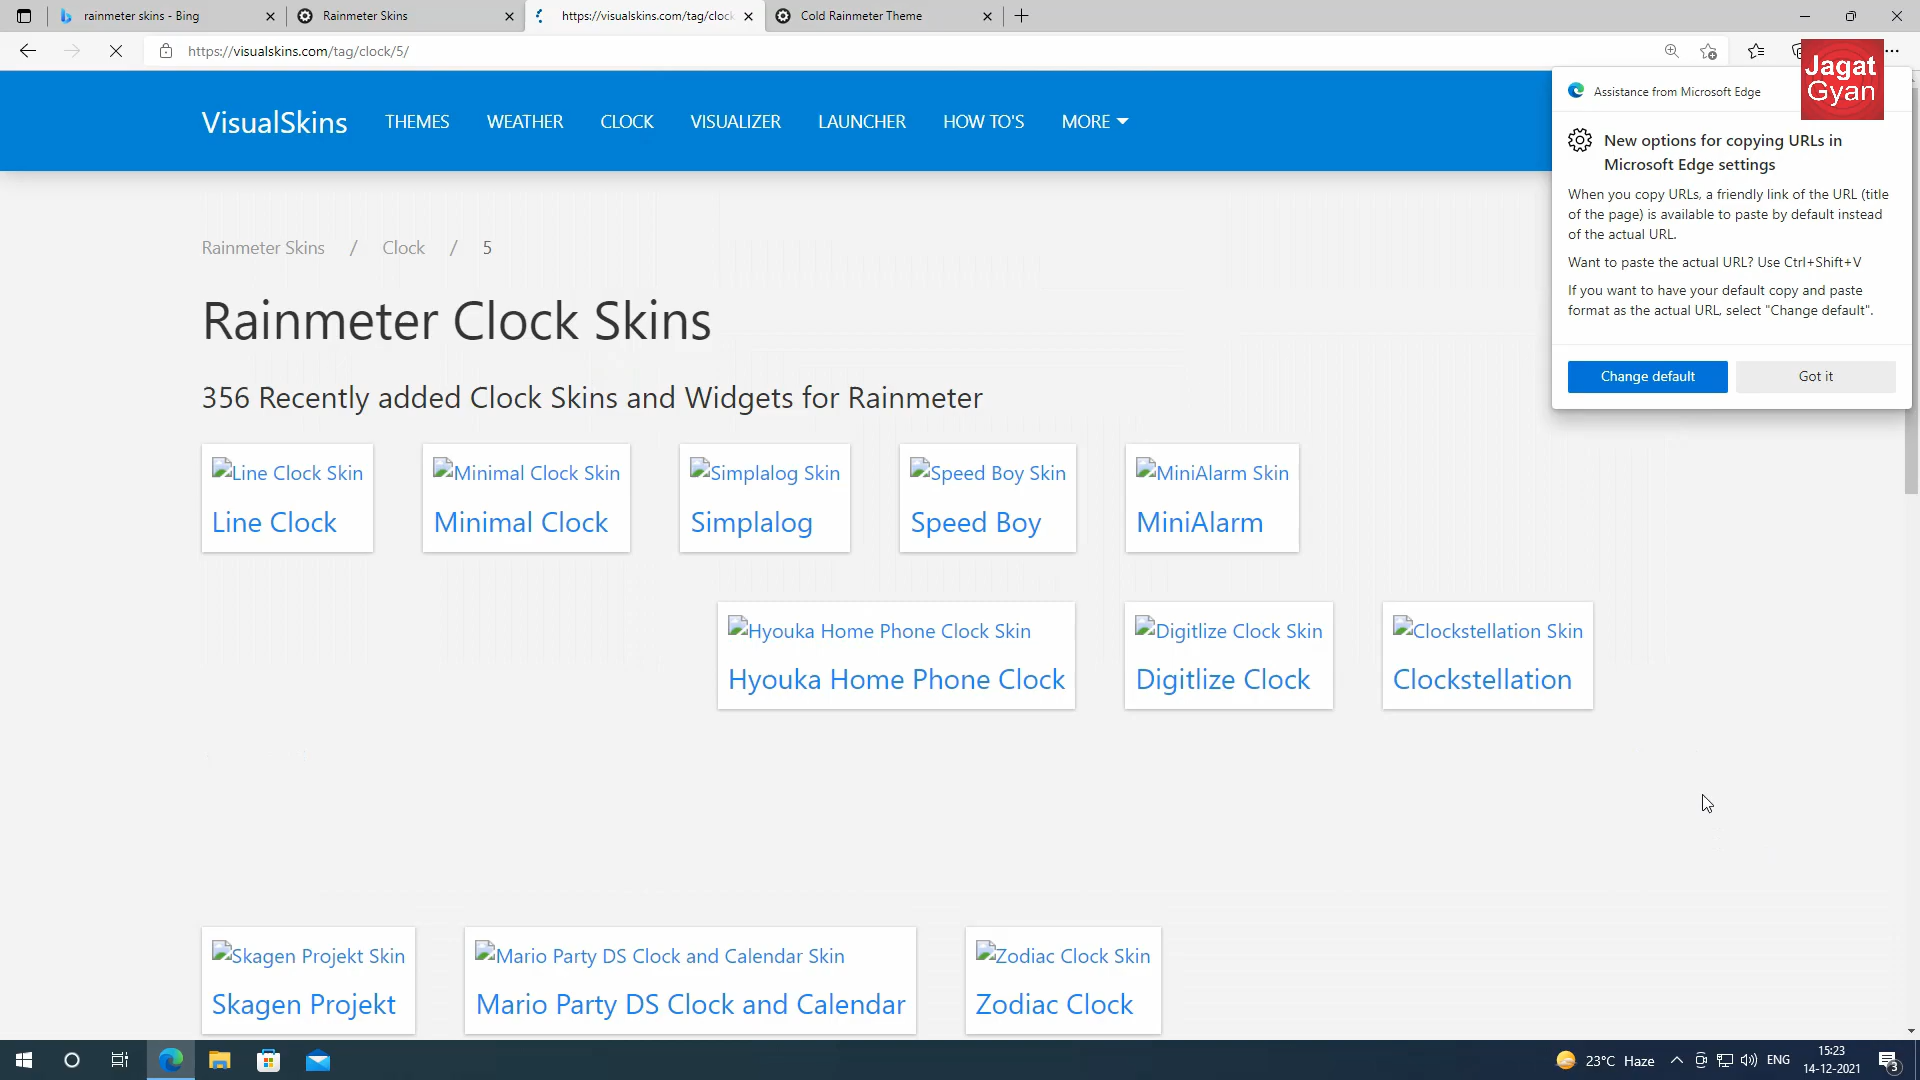 rainmeter skins - Bing
Rainmeter Skins
https://visualskins.com/tag/clock
Cold Rainmeter Theme
https://visualskins.com/tag/clock/5/
Jagat
Gyan
VisualSkins THEMES WEATHER CLOCK VISUALIZER LAUNCHER HOW TO'S MORE
Assistance from Microsoft Edge
New options for copying URLs in
Microsoft Edge settings
When you copy URLs, a friendly link of the URL (title
of the page) is available to paste by default instead
of the actual URL.
Want to paste the actual URL? Use Ctrl+Shift+V
If you want to have your default copy and paste
format as the actual URL, select "Change default".
Change default
Got it
Rainmeter Skins / Clock / 5
Rainmeter Clock Skins
356 Recently added Clock Skins and Widgets for Rainmeter
Line Clock Skin
Line Clock
Minimal Clock Skin
Minimal Clock
Simplalog Skin
Simplalog
Speed Boy Skin
Speed Boy
MiniAlarm Skin
MiniAlarm
Hyouka Home Phone Clock Skin
Hyouka Home Phone Clock
Digitlize Clock Skin
Digitlize Clock
Clockstellation Skin
Clockstellation
Skagen Projekt Skin
Skagen Projekt
Mario Party DS Clock and Calendar Skin
Mario Party DS Clock and Calendar
Zodiac Clock Skin
Zodiac Clock
23°C Haze
ENG
15:23
14-12-2021
3